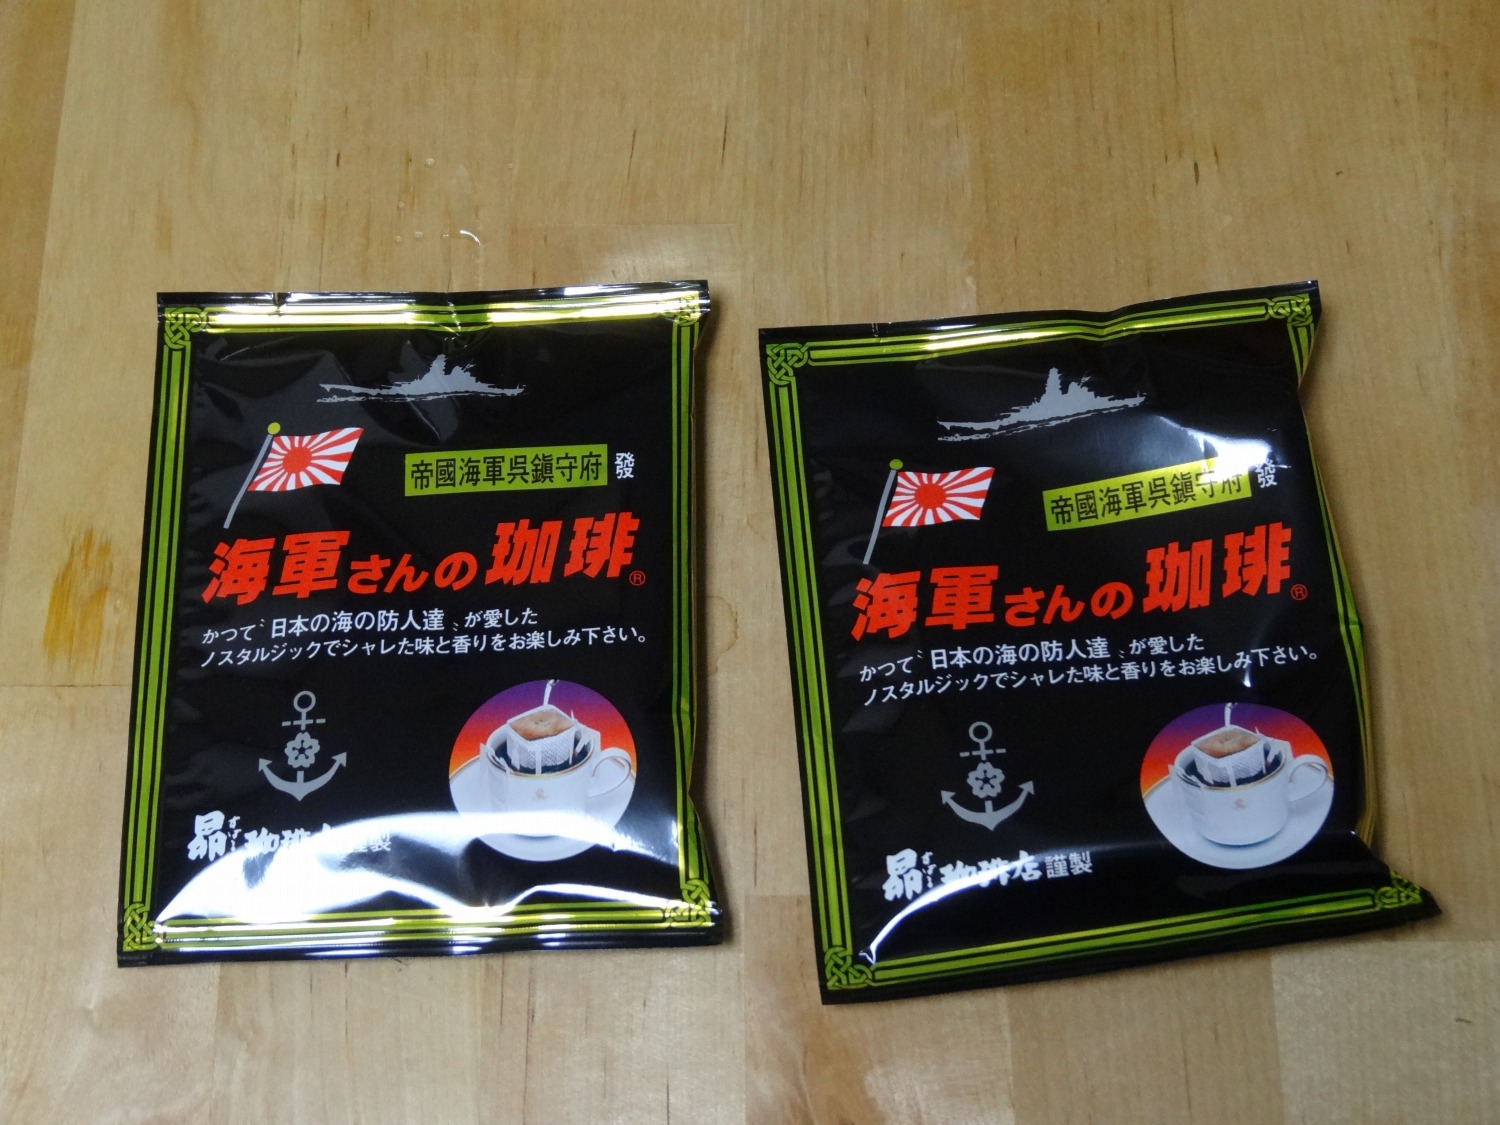 帝國海軍呉鎮守府 發
海軍さんの珈琲®
かつて〝日本の海の防人達〟が愛した
ノスタルジックでシャレた味と香りをお楽しみ下さい。
昴 すばる 珈琲店 謹製
帝國海軍呉鎮守府 發
海軍さんの珈琲®
かつて〝日本の海の防人達〟が愛した
ノスタルジックでシャレた味と香りをお楽しみ下さい。
昴 すばる 珈琲店 謹製